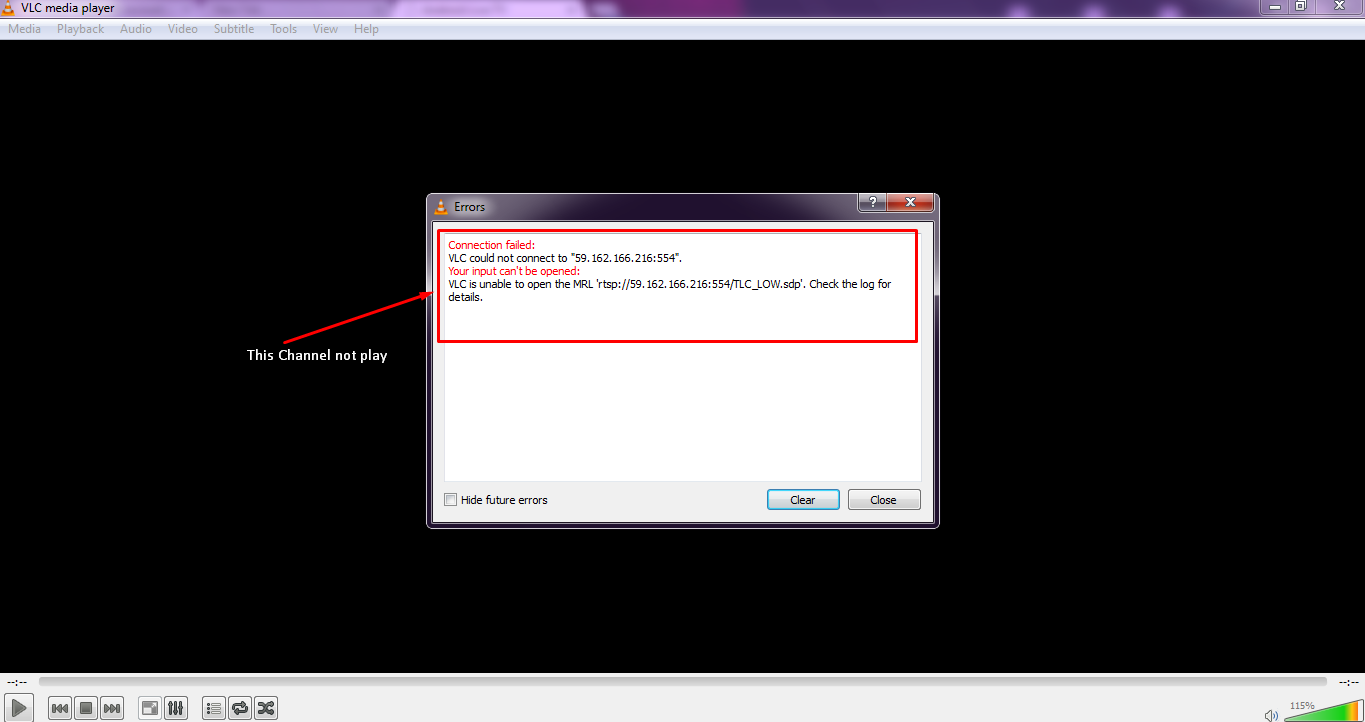 VLC media player
Media Playback Audio Video Subtitle Tools View Help
Errors
?
Connection failed:
VLC could not connect to "59.162.166.216:554".
Your input can't be opened:
VLC is unable to open the MRL 'rtsp://59.162.166.216:554/TLC_LOW.sdp'. Check the log for
details.
This Channel not play
Hide future errors Clear Close
--:-- --:--
115%